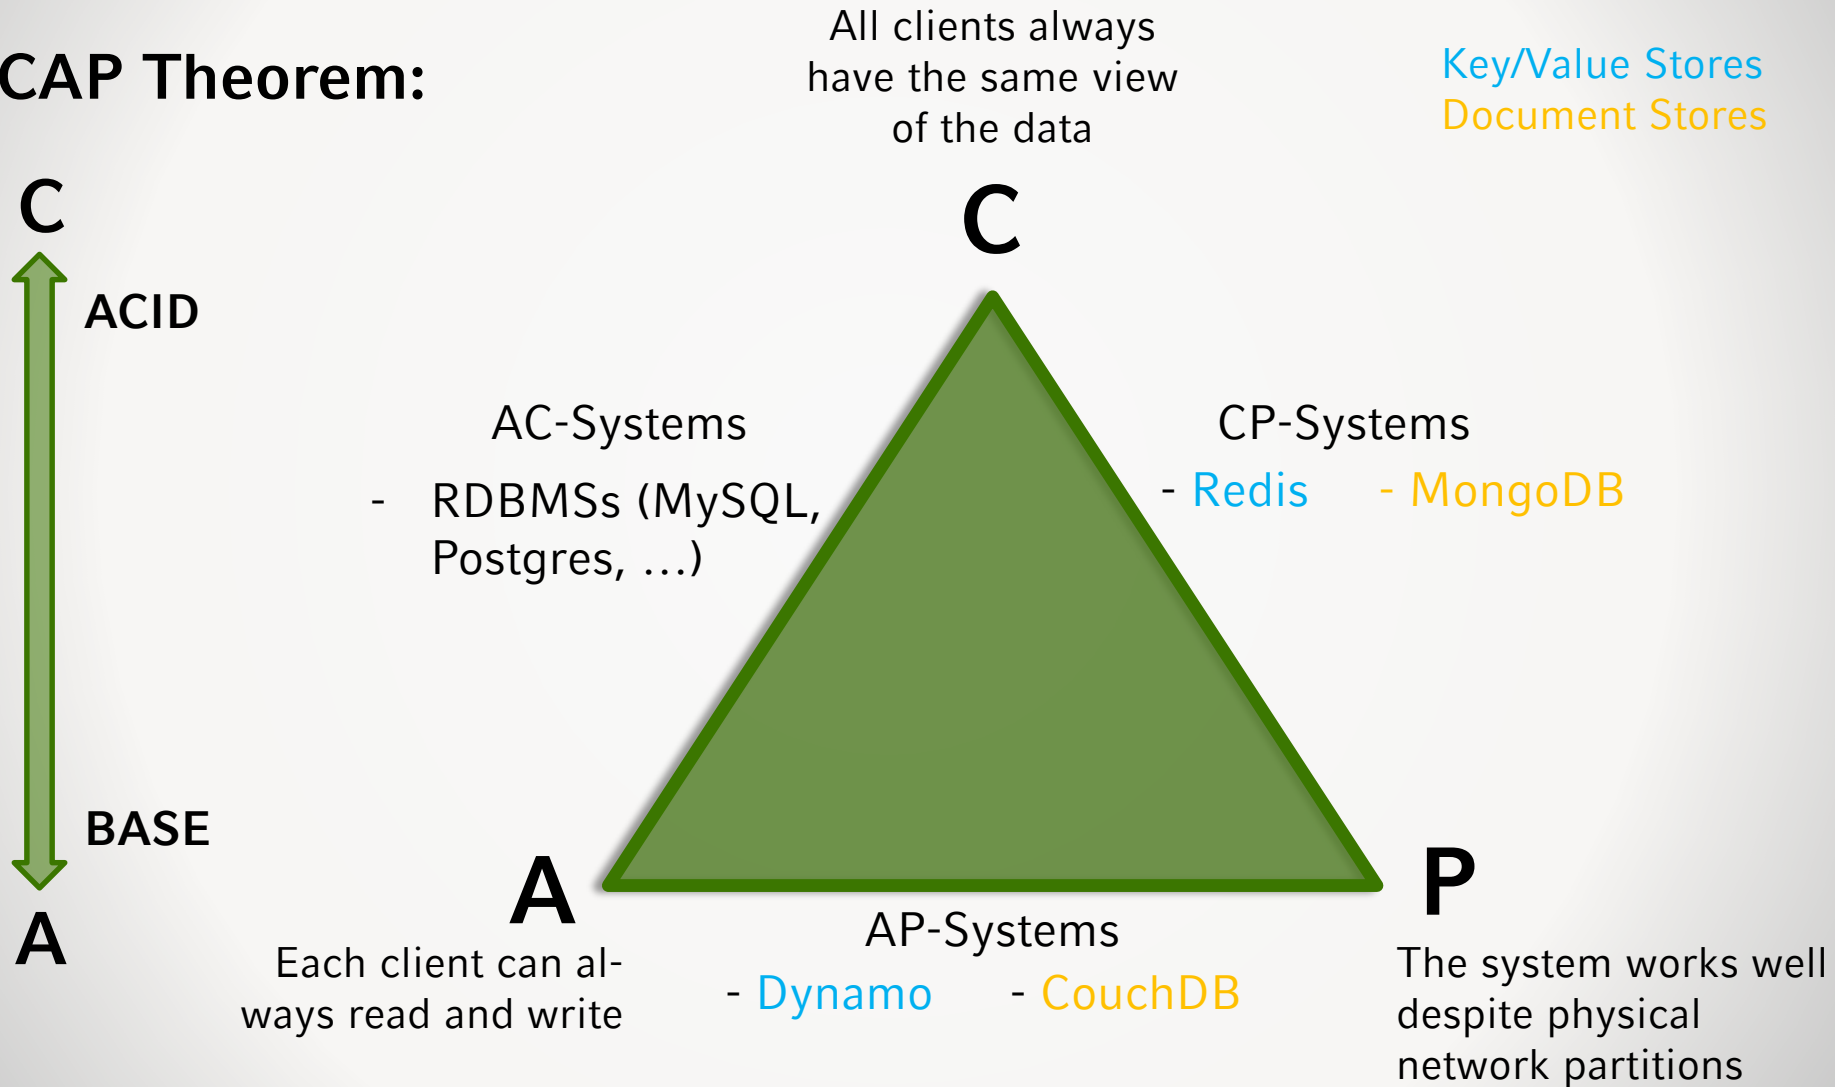 CAP Theorem:
All clients always
have the same view
of the data
Key/Value Stores
Document Stores
C
ACID
BASE
A
C
AC-Systems
- RDBMSs (MySQL,
Postgres, …)
CP-Systems
- Redis - MongoDB
A
Each client can al-
ways read and write
AP-Systems
- Dynamo - CouchDB
P
The system works well
despite physical
network partitions